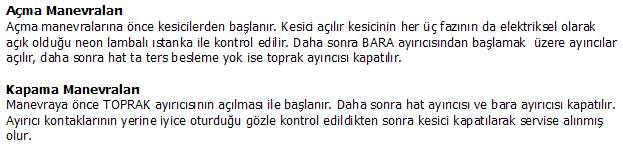 Açma Manevraları
Açma manevralarına önce kesicilerden başlanır. Kesici açılır kesicinin her üç fazının da elektriksel olarak
açık olduğu neon lambalı ıstanka ile kontrol edilir. Daha sonra BARA ayırıcısından başlamak üzere ayırıcılar
açılır, daha sonra hat ta ters besleme yok ise toprak ayırıcısı kapatılır.
Kapama Manevraları
Manevraya önce TOPRAK ayırıcısının açılması ile başlanır. Daha sonra hat ayırıcısı ve bara ayırıcısı kapatılır.
Ayırıcı kontaklarının yerine iyice oturduğu gözle kontrol edildikten sonra kesici kapatılarak servise alınmış
olur.